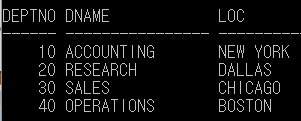 DEPTNO DNAME LOC
------ ---------------- ---------
10 ACCOUNTING NEW YORK
20 RESEARCH DALLAS
30 SALES CHICAGO
40 OPERATIONS BOSTON